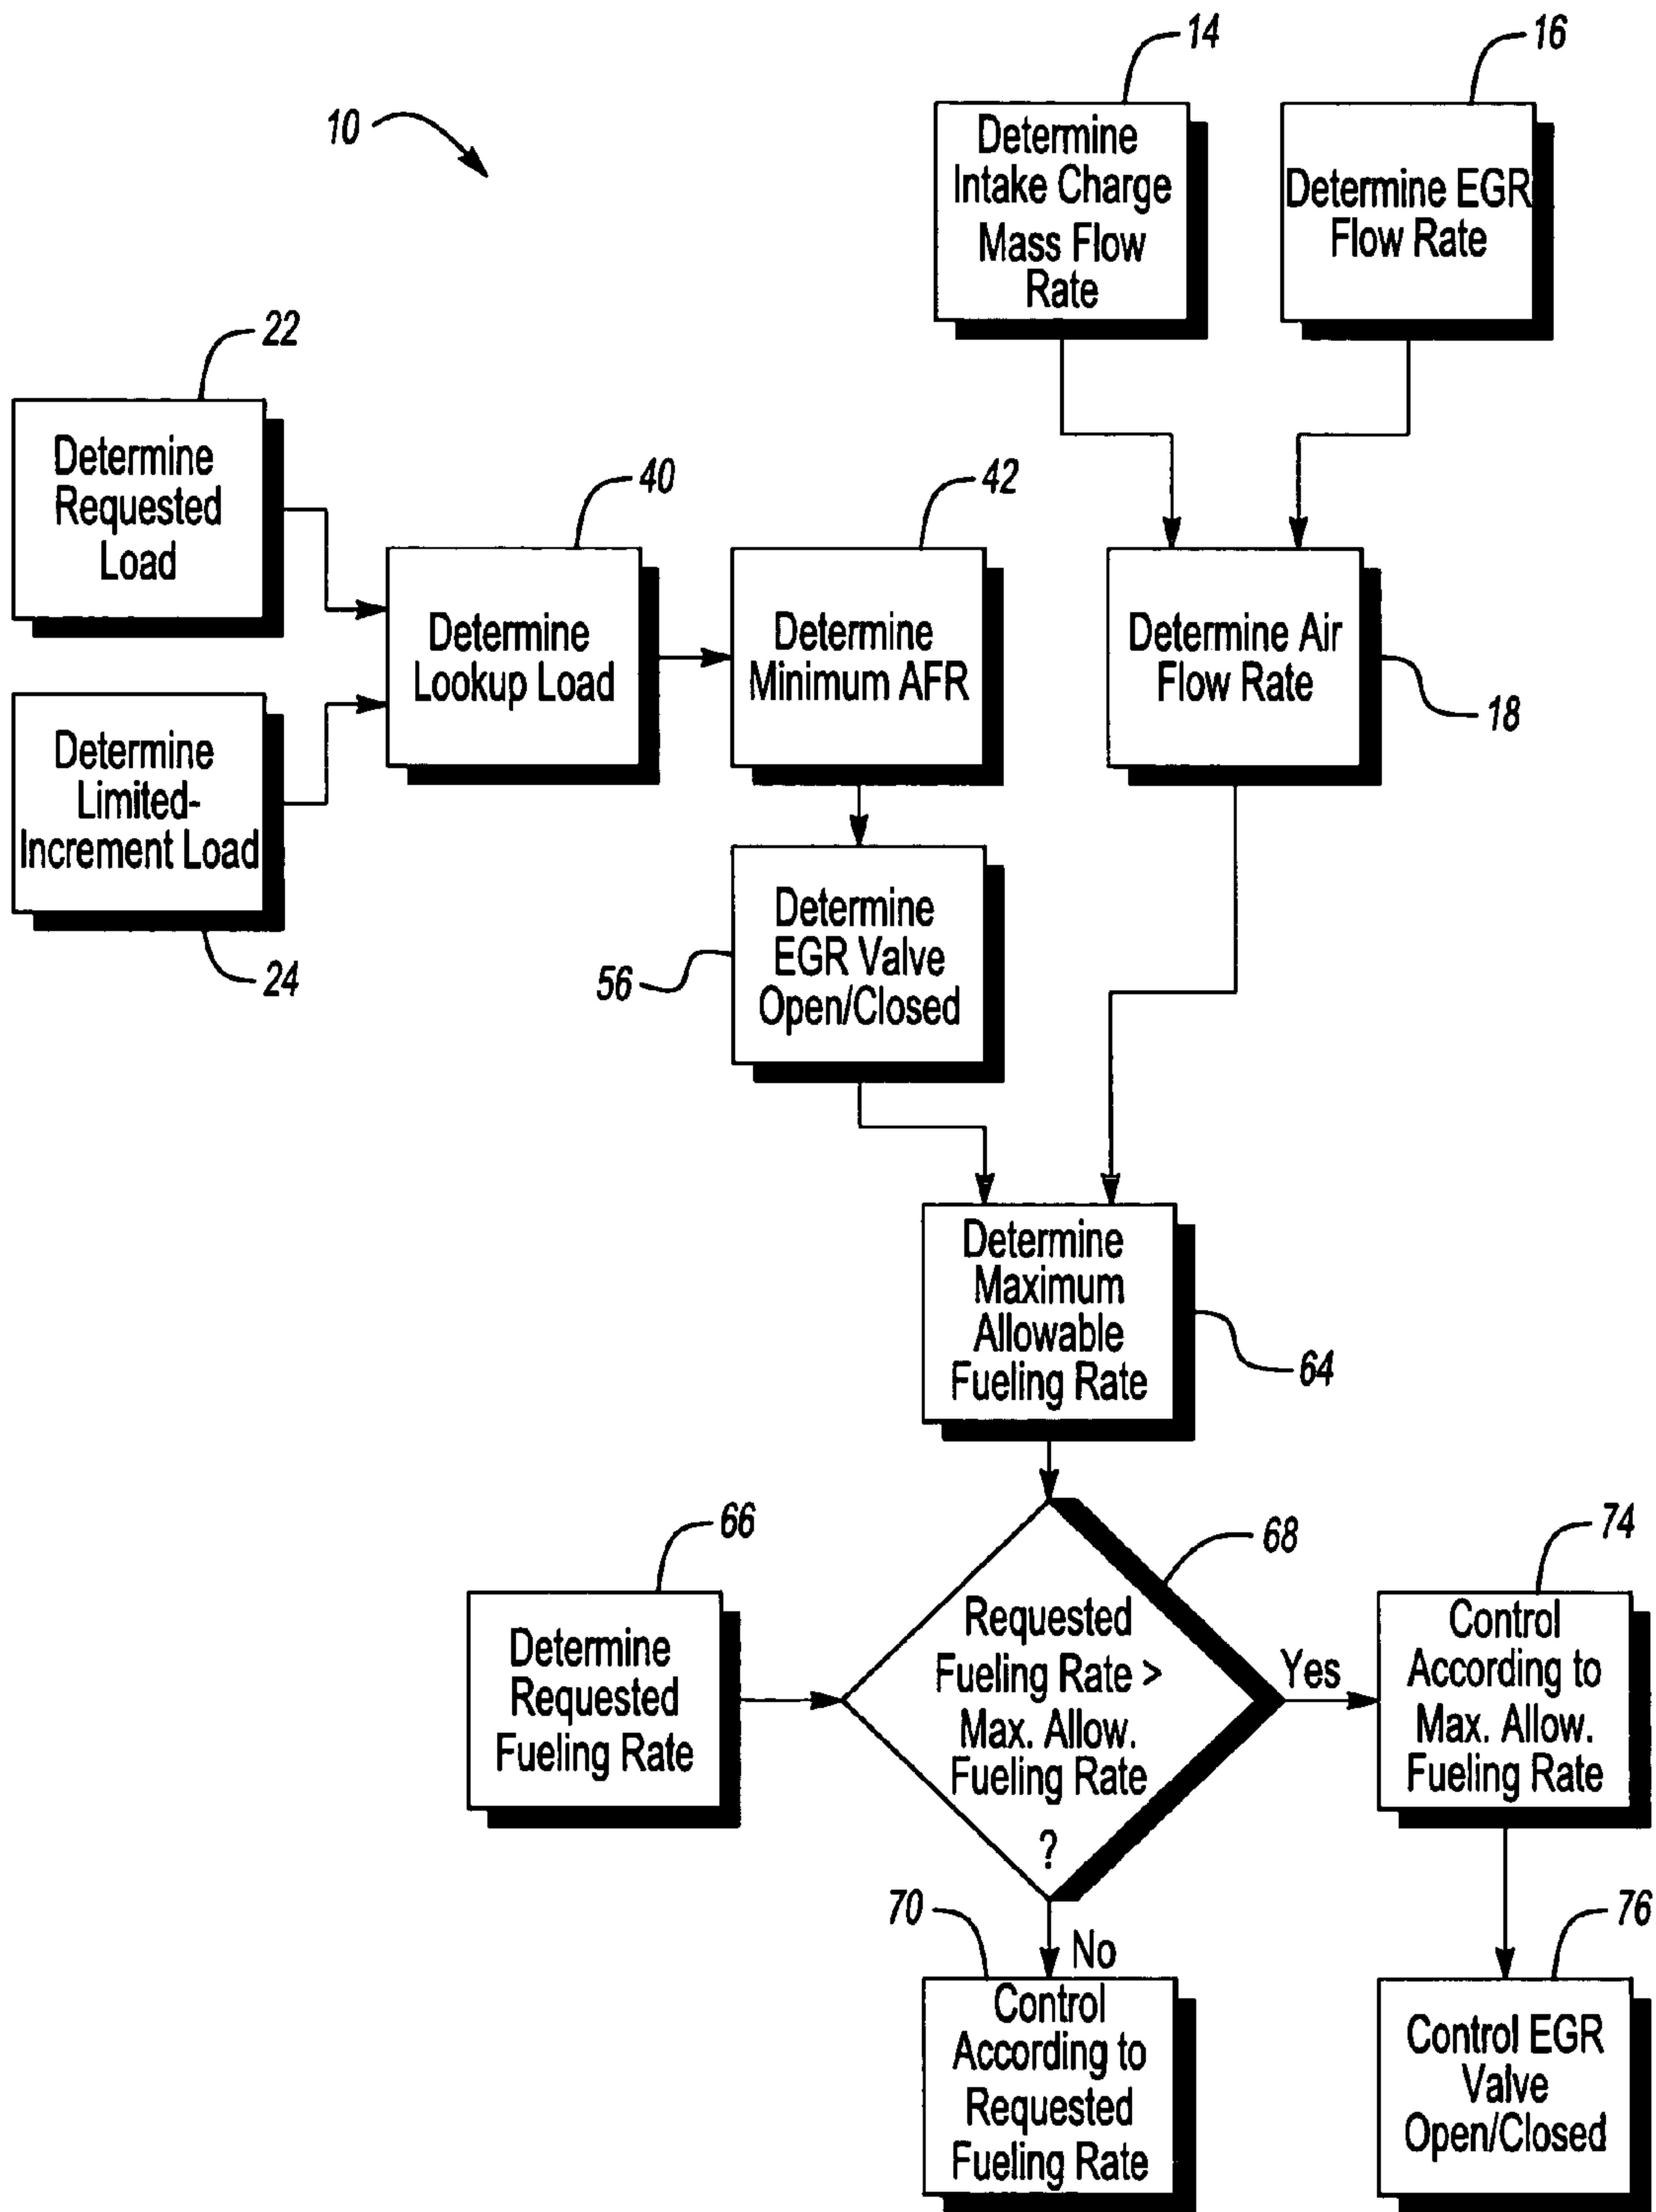 14
16
10
Determine
Intake Charge
Mass Flow
Rate
Determine EGR
Flow Rate
22
Determine
Requested
Load
40
42
Determine
Lookup Load
Determine
Minimum AFR
Determine Air
Flow Rate
18
Determine
Limited-
Increment Load
24
56
Determine
EGR Valve
Open/Closed
Determine
Maximum
Allowable
Fueling Rate
64
66
Determine
Requested
Fueling Rate
68
Requested
Fueling Rate >
Max. Allow.
Fueling Rate
?
Yes
74
Control
According to
Max. Allow.
Fueling Rate
70
No
Control
According to
Requested
Fueling Rate
76
Control EGR
Valve
Open/Closed